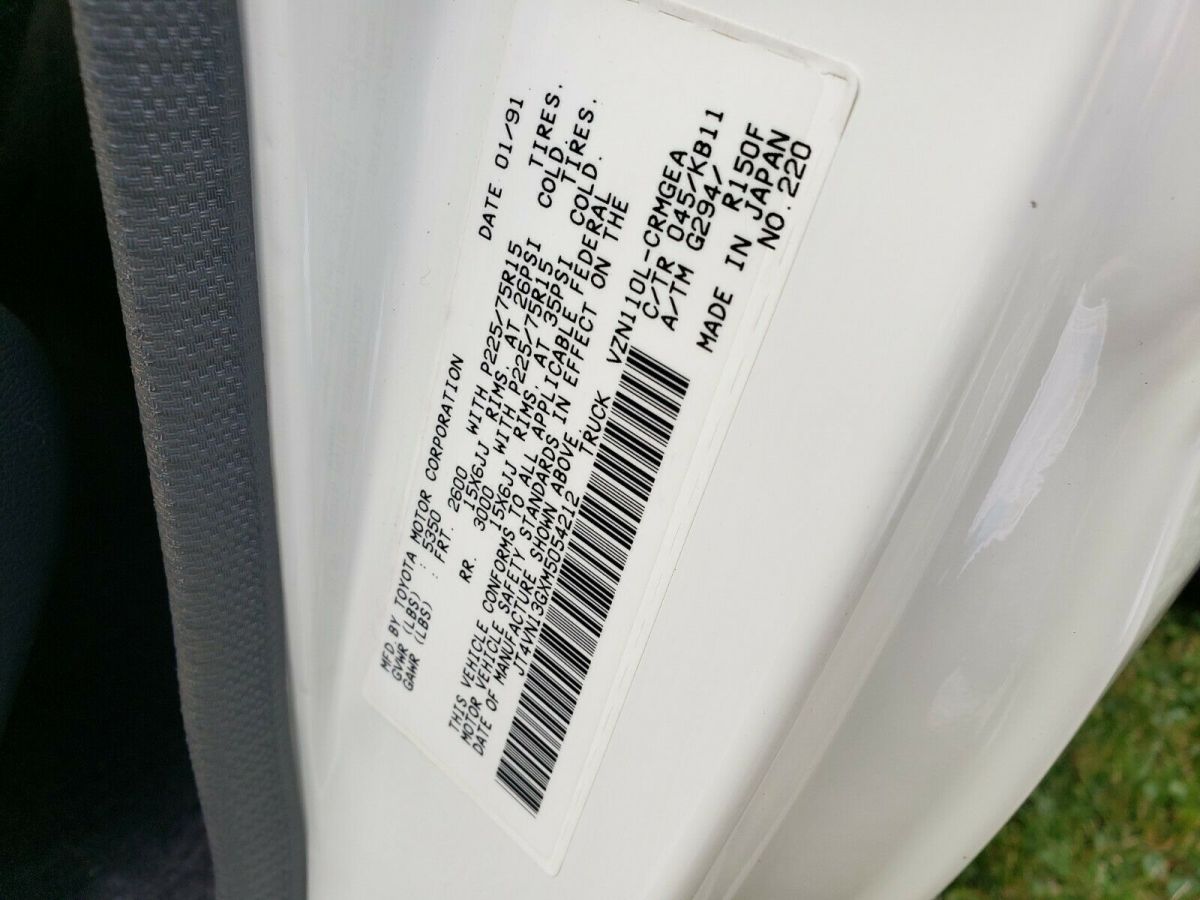 MFD BY TOYOTA MOTOR CORPORATION DATE 01/91
GVWR (LBS) : 5350
GAWR (LBS) : FRT. 2600 WITH P225/75R15 TIRES.
15X6JJ RIMS. AT 26PSI COLD.
RR. 3000 WITH P225/75R15 TIRES.
15X6JJ RIMS. AT 35PSI COLD.
THIS VEHICLE CONFORMS TO ALL APPLICABLE FEDERAL
MOTOR VEHICLE SAFETY STANDARDS IN EFFECT ON THE
DATE OF MANUFACTURE SHOWN ABOVE
JT4VN13GXM5054212 TRUCK VZN110L-CRMGEA
C/TR 045/KB11
A/TM G294/R150F
MADE IN JAPAN
NO.220